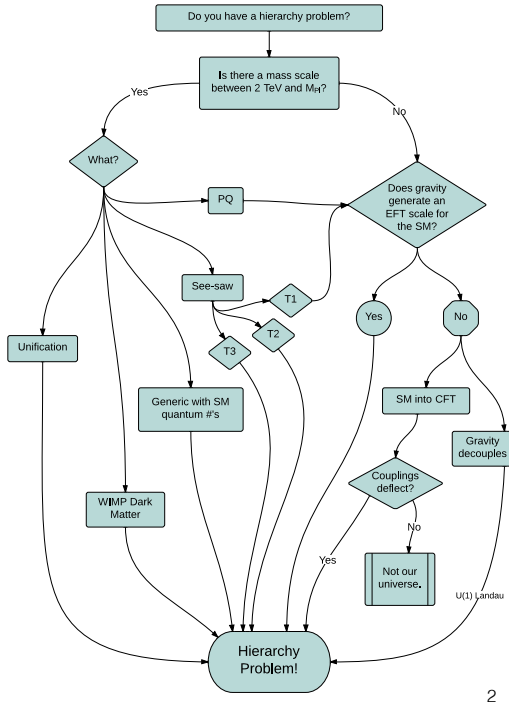 Do you have a hierarchy problem?
Is there a mass scale
between 2 TeV and M_Pl?
Yes
No
What?
PQ
Does gravity
generate an
EFT scale for
the SM?
See-saw
T1
T2
T3
Yes
No
Unification
Generic with SM
quantum #'s
SM into CFT
Gravity
decouples
Couplings
deflect?
WIMP Dark
Matter
Yes
No
Not our
universe.
U(1) Landau
Hierarchy
Problem!
2